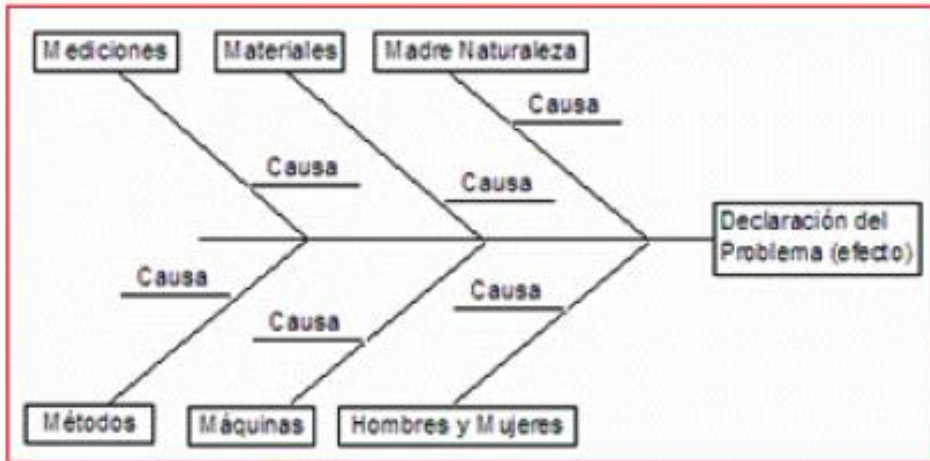 Mediciones
Materiales
Madre Naturaleza
Causa
Causa
Causa
Declaración del
Problema (efecto)
Causa
Causa
Causa
Métodos
Máquinas
Hombres y Mujeres